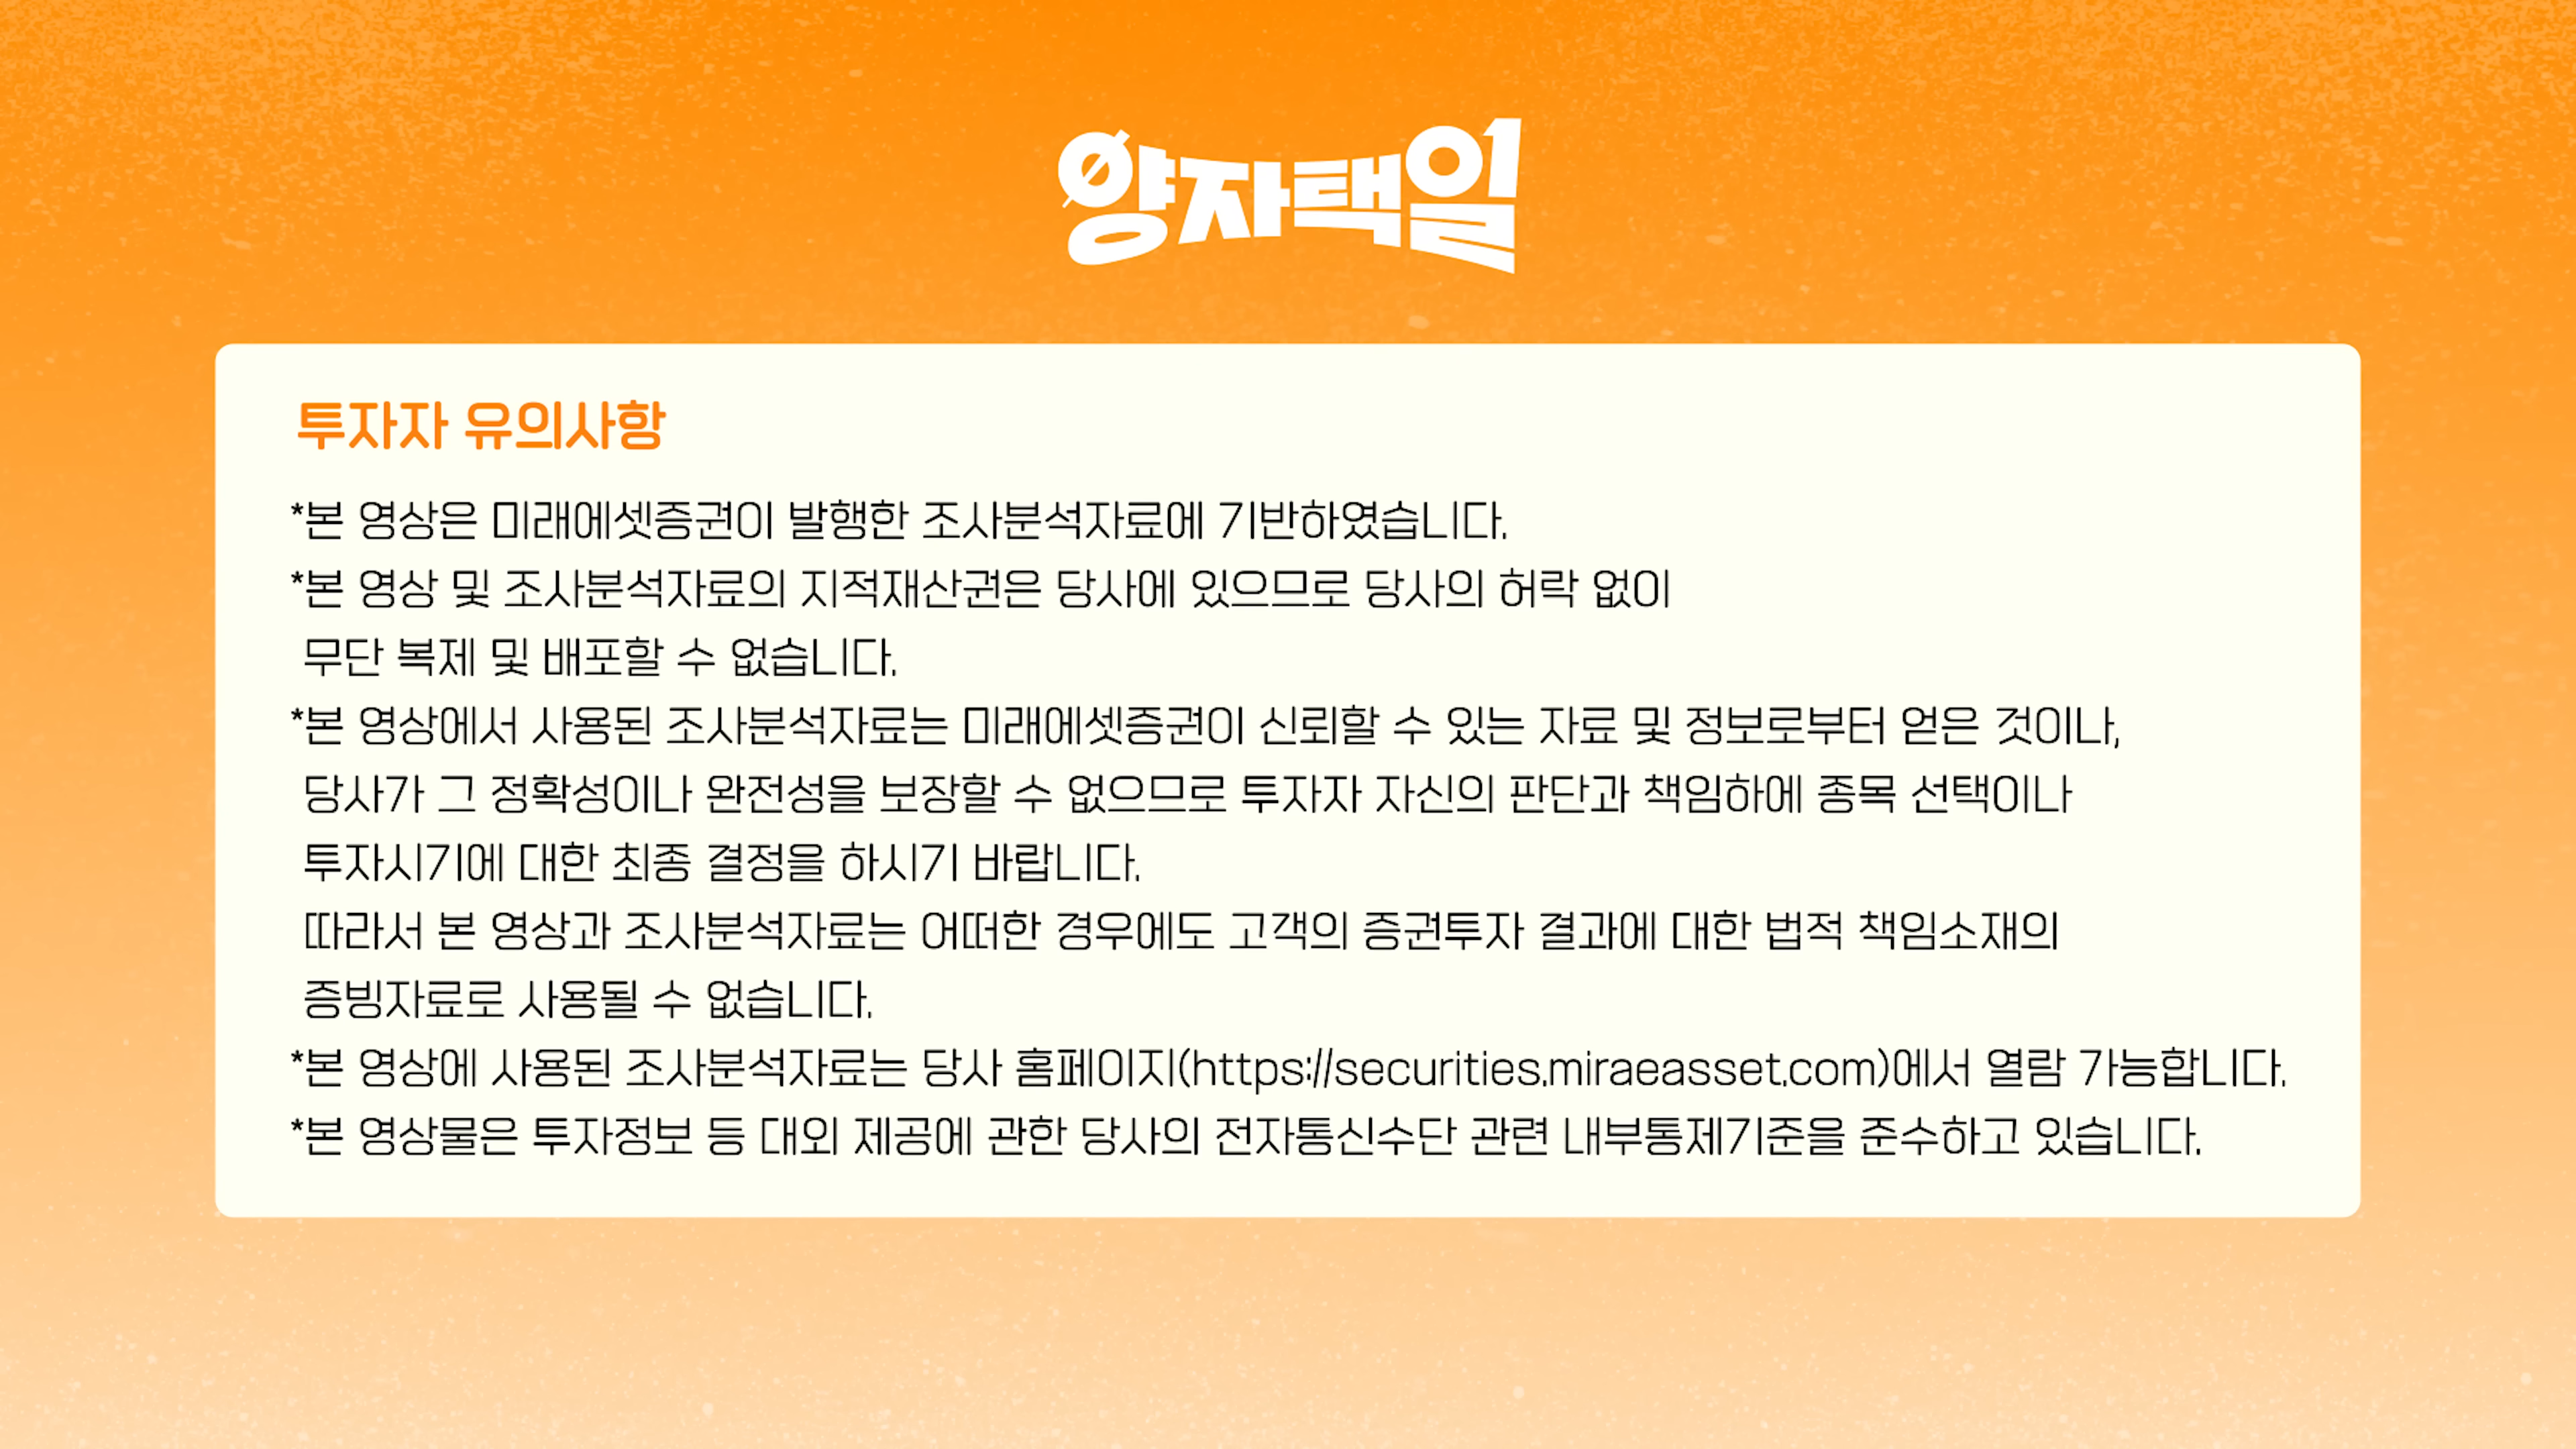 양자택일
투자자 유의사항
*본 영상은 미래에셋증권이 발행한 조사분석자료에 기반하였습니다.
*본 영상 및 조사분석자료의 지적재산권은 당사에 있으므로 당사의 허락 없이
무단 복제 및 배포할 수 없습니다.
*본 영상에서 사용된 조사분석자료는 미래에셋증권이 신뢰할 수 있는 자료 및 정보로부터 얻은 것이나,
당사가 그 정확성이나 완전성을 보장할 수 없으므로 투자자 자신의 판단과 책임하에 종목 선택이나
투자시기에 대한 최종 결정을 하시기 바랍니다.
따라서 본 영상과 조사분석자료는 어떠한 경우에도 고객의 증권투자 결과에 대한 법적 책임소재의
증빙자료로 사용될 수 없습니다.
*본 영상에 사용된 조사분석자료는 당사 홈페이지(https://securities.miraeasset.com)에서 열람 가능합니다.
*본 영상물은 투자정보 등 대외 제공에 관한 당사의 전자통신수단 관련 내부통제기준을 준수하고 있습니다.